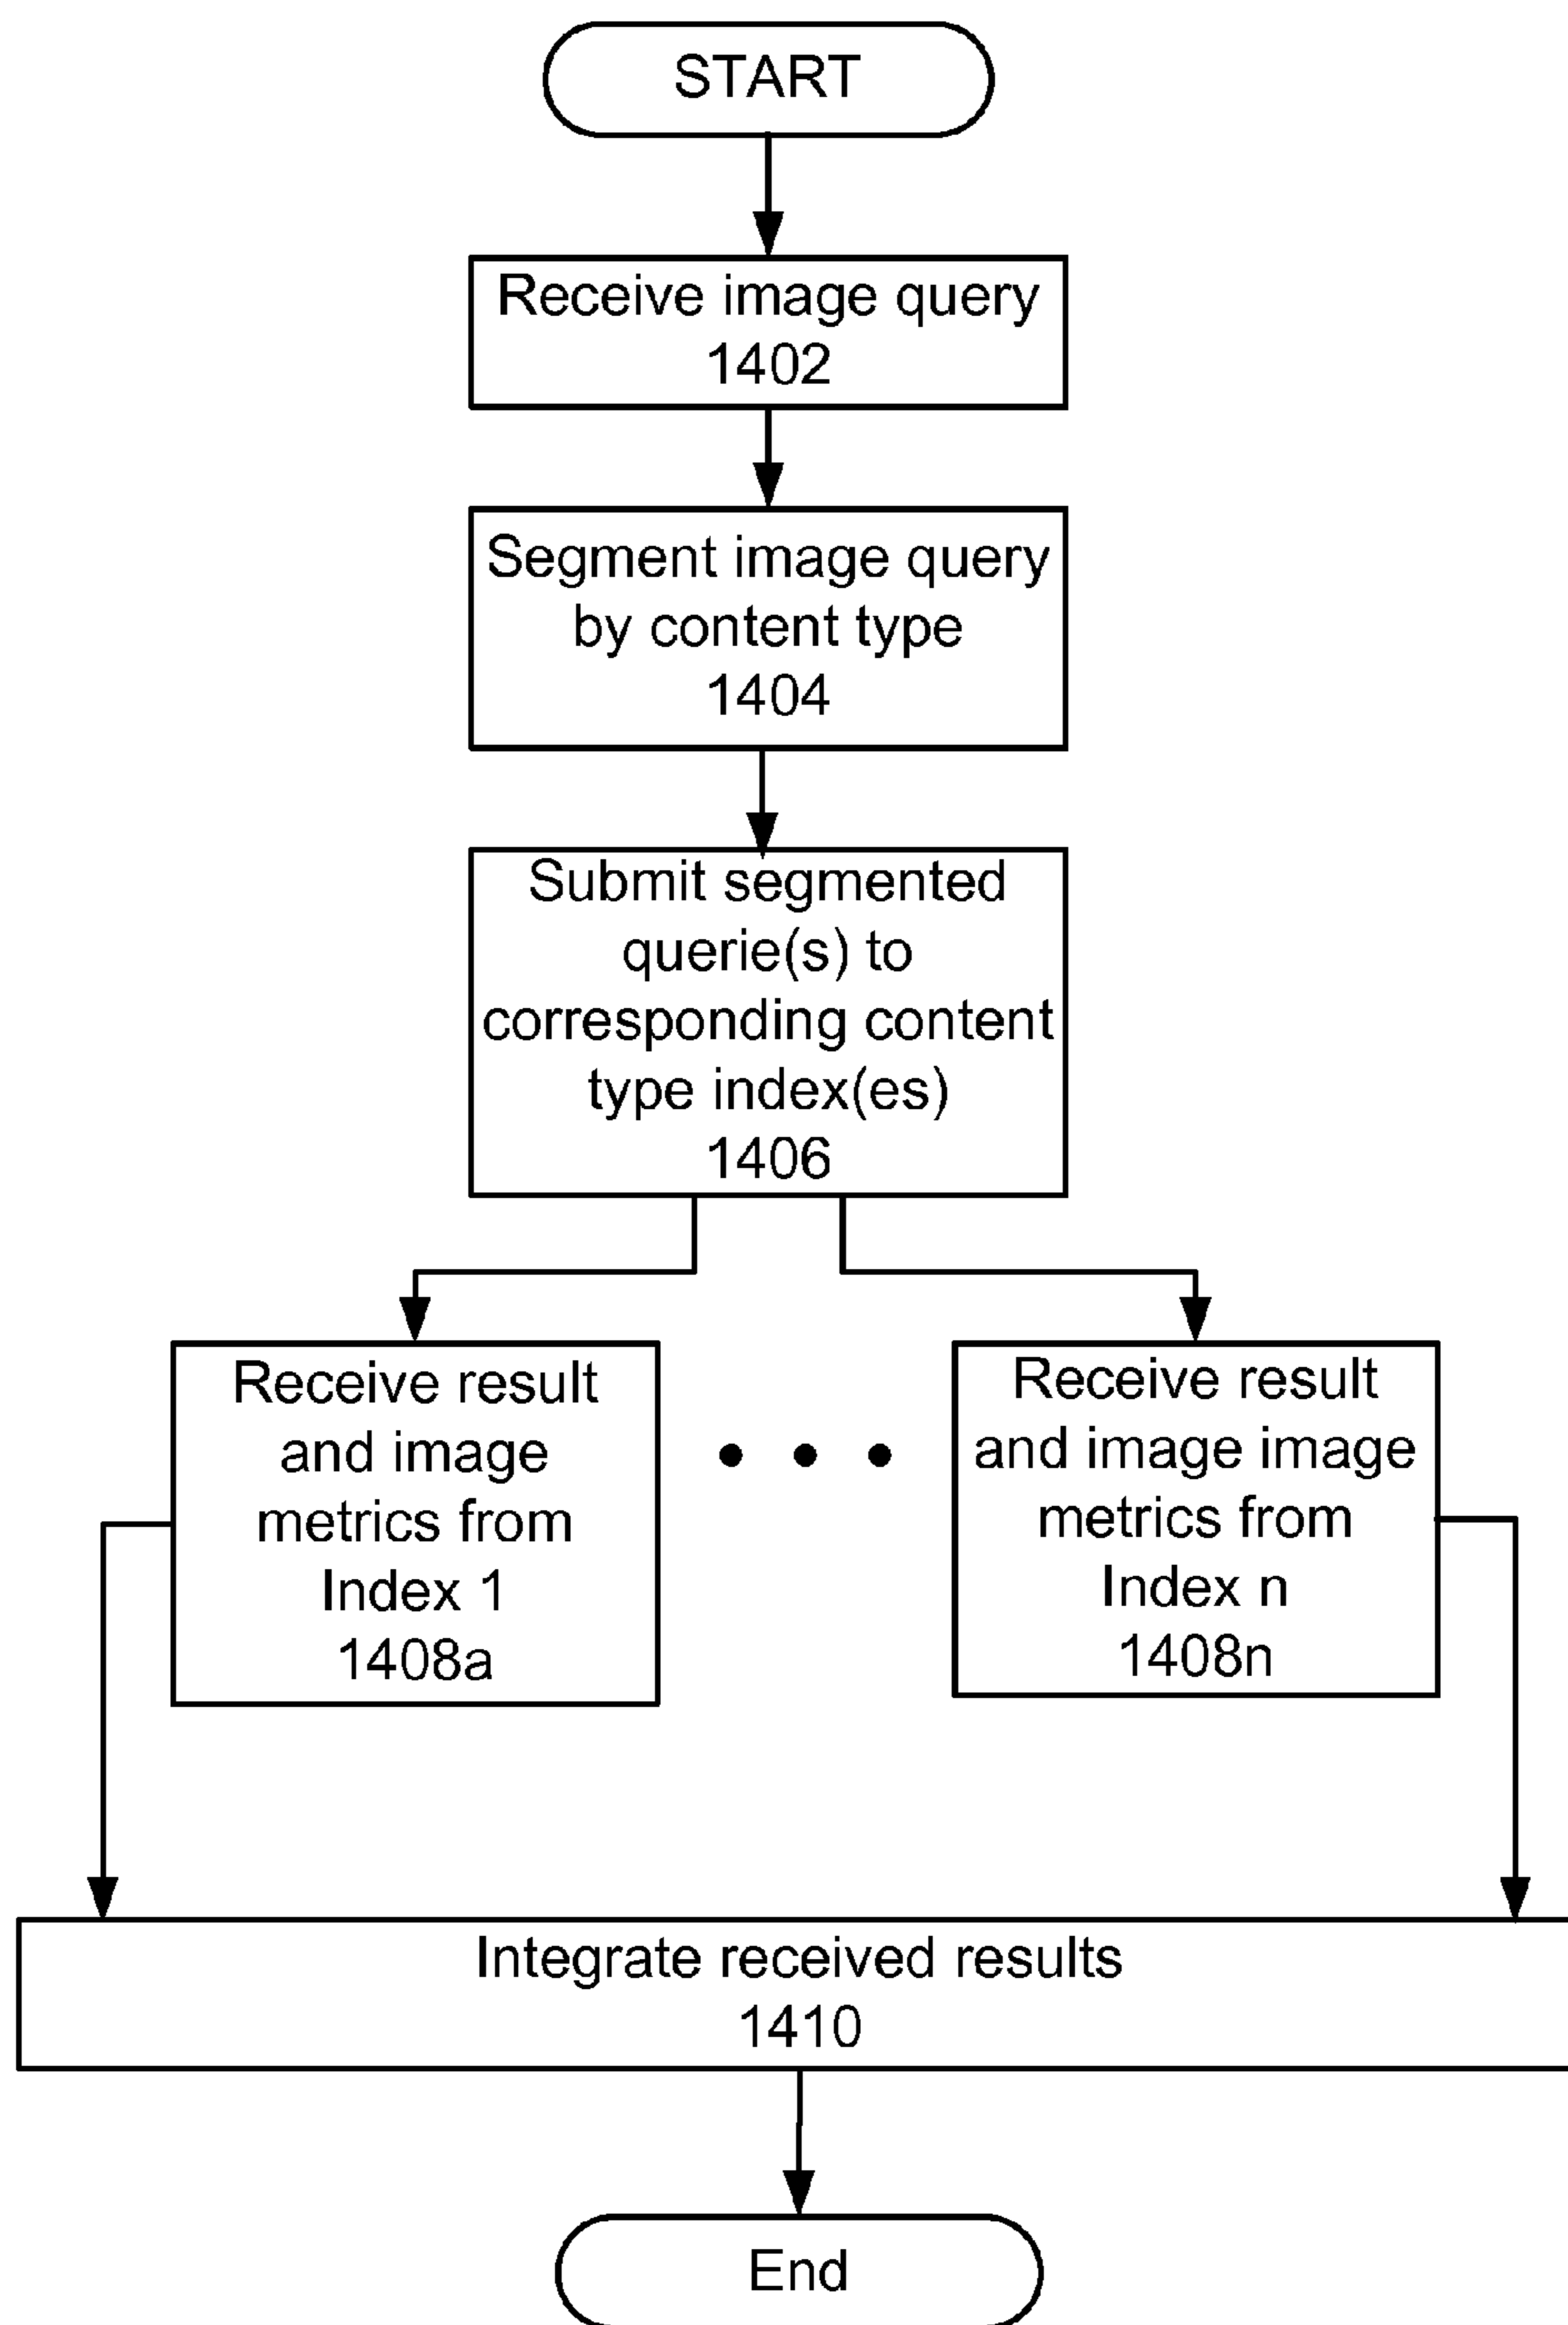 START
Receive image query
1402
Segment image query
by content type
1404
Submit segmented
querie(s) to
corresponding content
type index(es)
1406
Receive result
and image
metrics from
Index 1
1408a
Receive result
and image image
metrics from
Index n
1408n
Integrate received results
1410
End